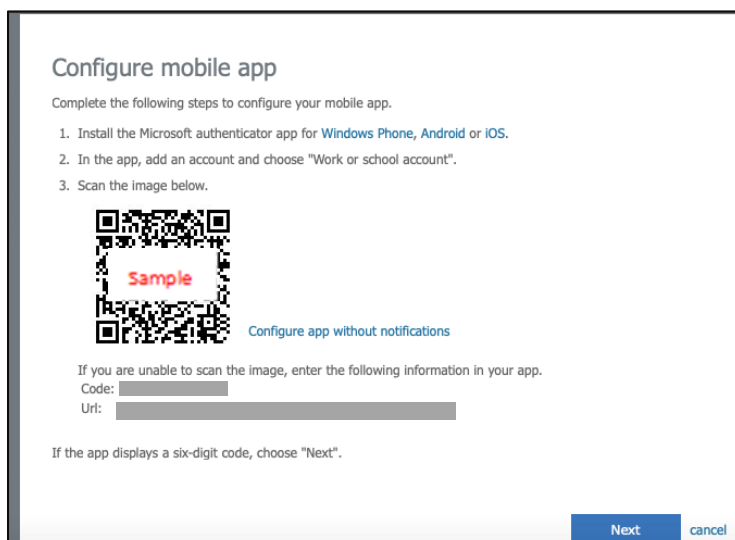 Configure mobile app
Complete the following steps to configure your mobile app.
1. Install the Microsoft authenticator app for Windows Phone, Android or iOS.
2. In the app, add an account and choose "Work or school account".
3. Scan the image below.
Sample
Configure app without notifications
If you are unable to scan the image, enter the following information in your app.
Code:
Url:
If the app displays a six-digit code, choose "Next".
Next cancel